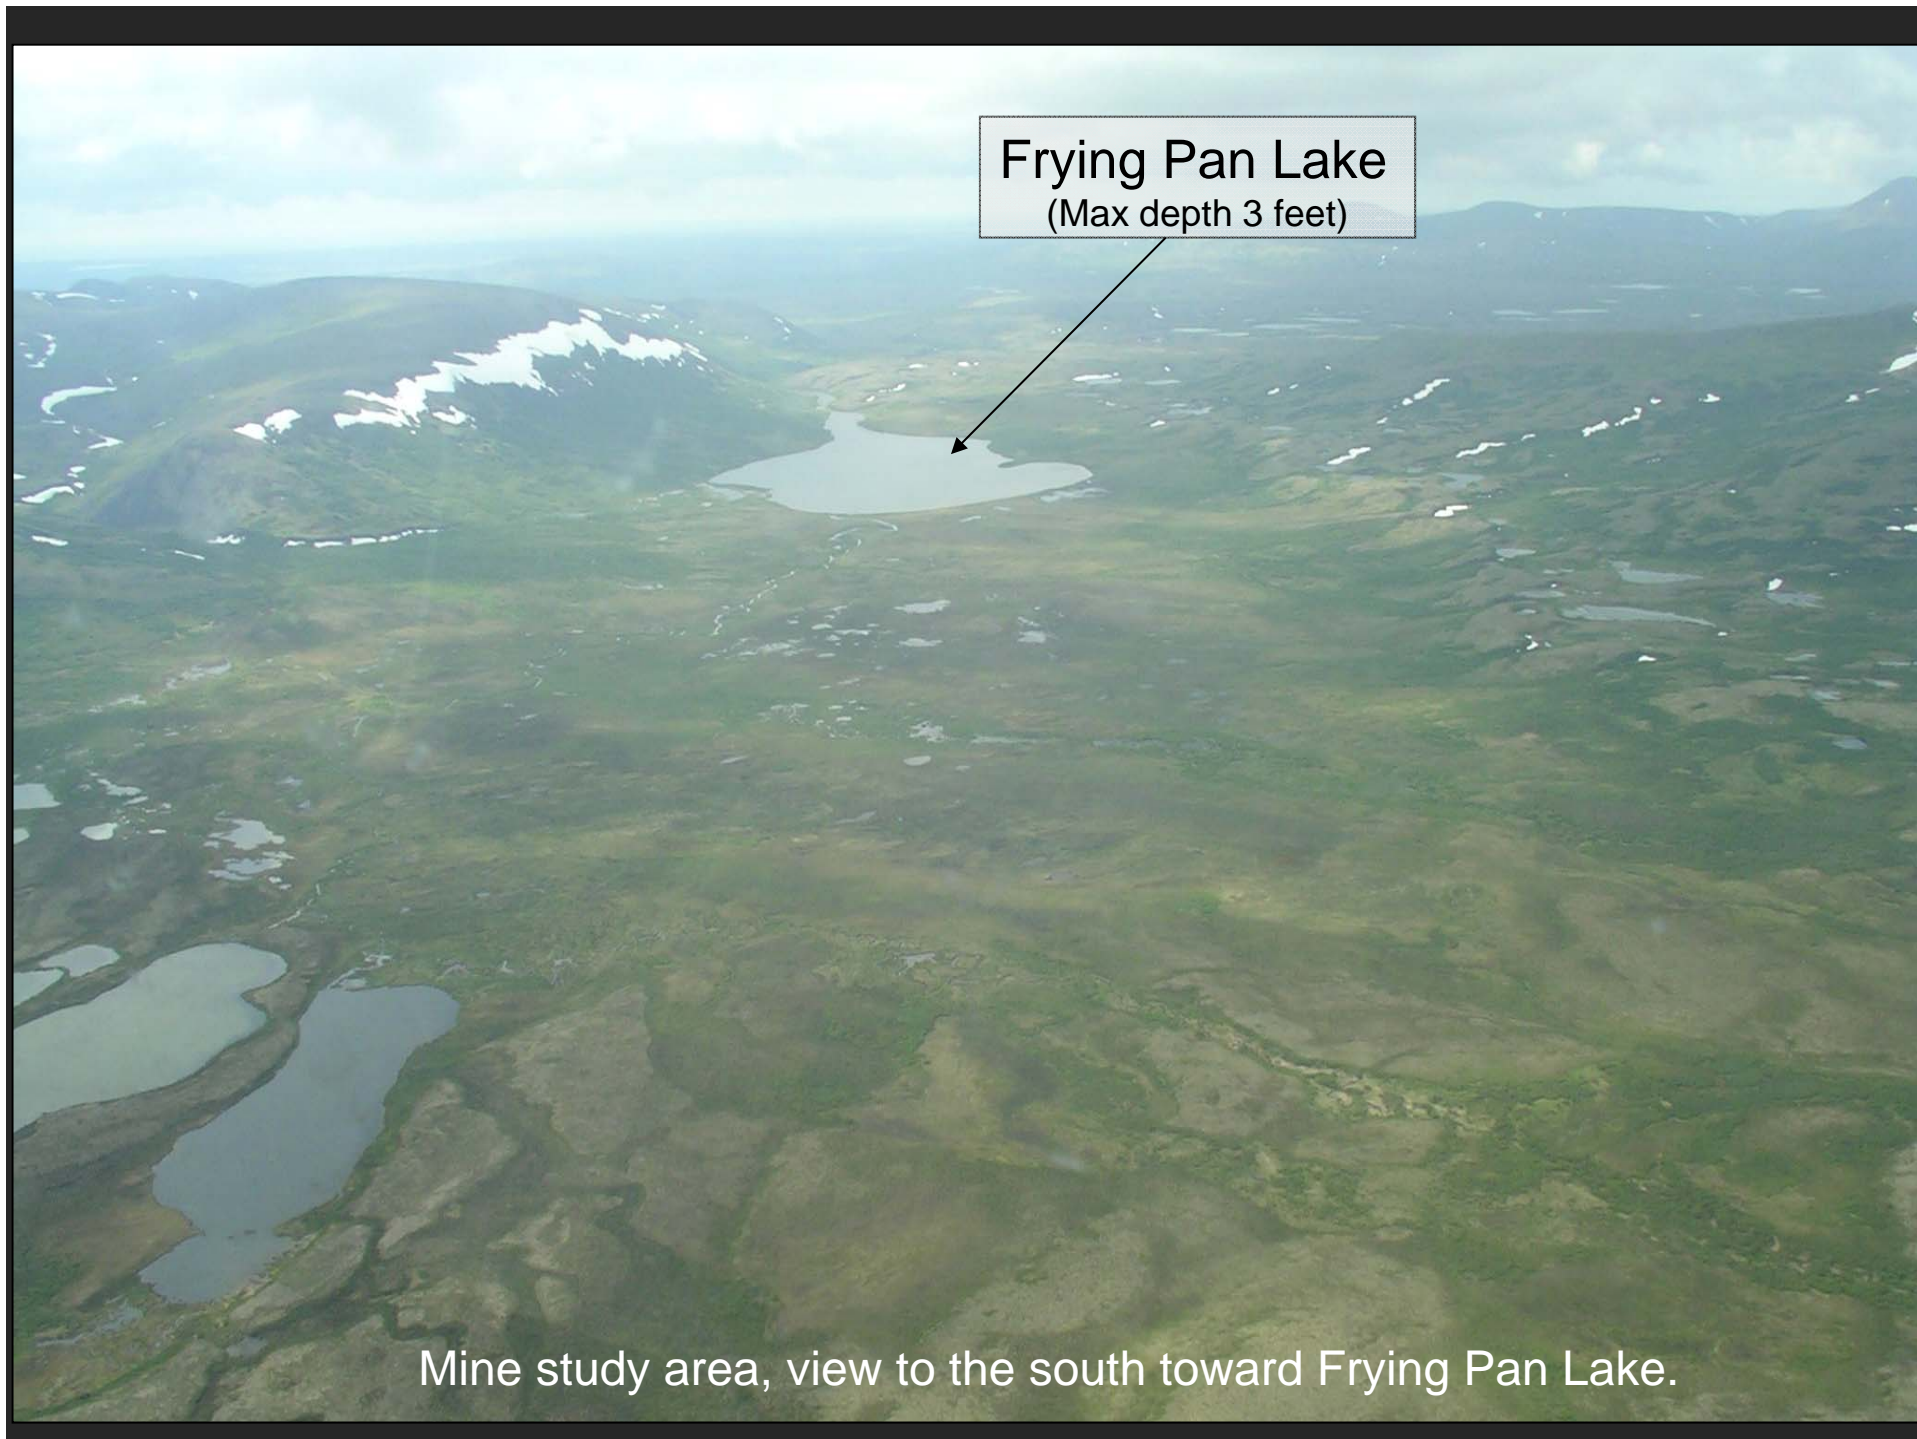 Frying Pan Lake
(Max depth 3 feet)
Mine study area, view to the south toward Frying Pan Lake.